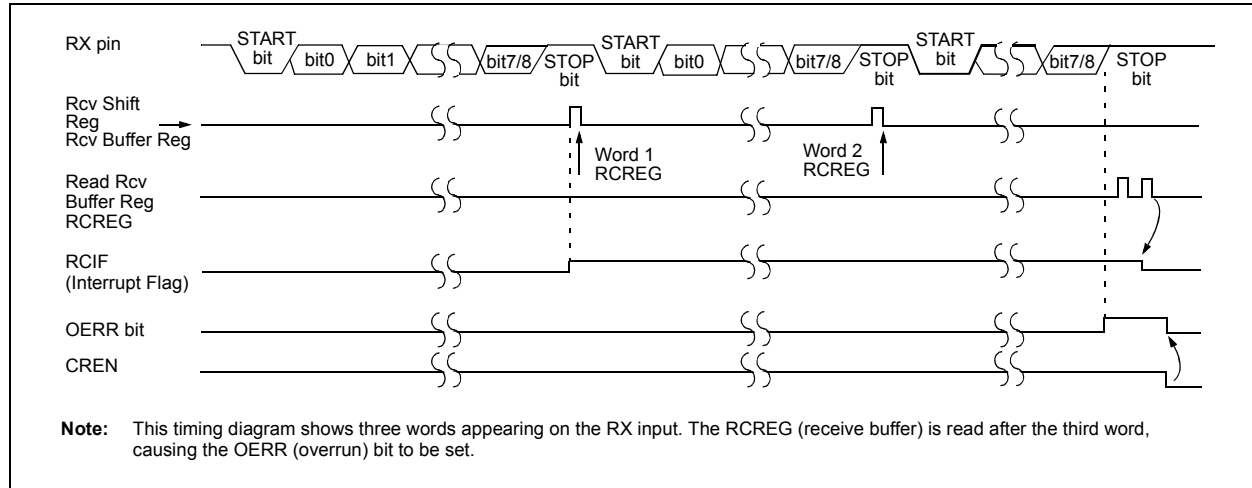 RX pin
START
bit
bit0
bit1
bit7/8
STOP
bit
START
bit
bit0
bit7/8
STOP
bit
START
bit
bit7/8
STOP
bit
Rcv Shift
Reg
Rcv Buffer Reg
Word 1
RCREG
Word 2
RCREG
Read Rcv
Buffer Reg
RCREG
RCIF
(Interrupt Flag)
OERR bit
CREN
Note: This timing diagram shows three words appearing on the RX input. The RCREG (receive buffer) is read after the third word,
causing the OERR (overrun) bit to be set.